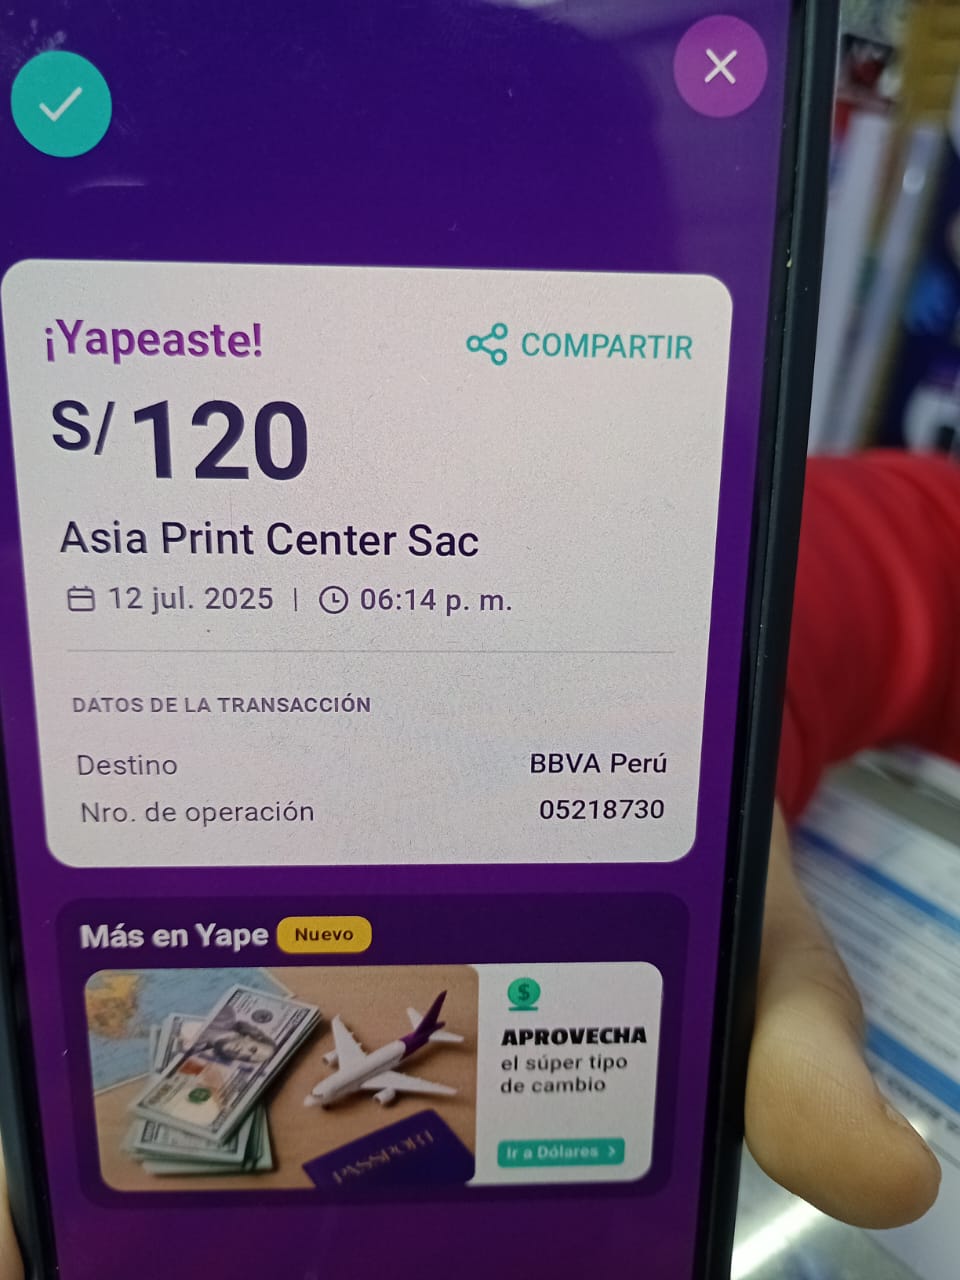 ¡Yapeaste!
COMPARTIR
S/ 120
Asia Print Center Sac
12 jul. 2025 | 06:14 p. m.
DATOS DE LA TRANSACCIÓN
Destino BBVA Perú
Nro. de operación 05218730
Más en Yape Nuevo
$
APROVECHA
el súper tipo
de cambio
PASSPORT
Ir a Dólares >